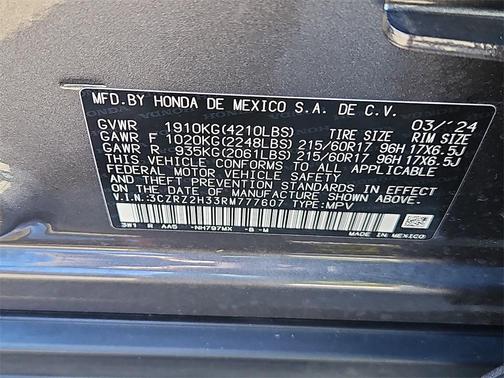 MFD.BY HONDA DE MEXICO S.A. DE C.V. 03/'24
GVWR 1910KG(4210LBS) TIRE SIZE RIM SIZE
GAWR F 1020KG(2248LBS) 215/60R17 96H 17X6.5J
GAWR R 935KG(2061LBS) 215/60R17 96H 17X6.5J
THIS VEHICLE CONFORMS TO ALL APPLICABLE
FEDERAL MOTOR VEHICLE SAFETY STANDARDS IN EFFECT
ON THE DATE OF MANUFACTURE SHOWN ABOVE.
V.I.N.:3CZRZ2H33RM777607 TYPE:MPV
3W1 R AA5 -NH797MX -B -M MADE IN MEXICO